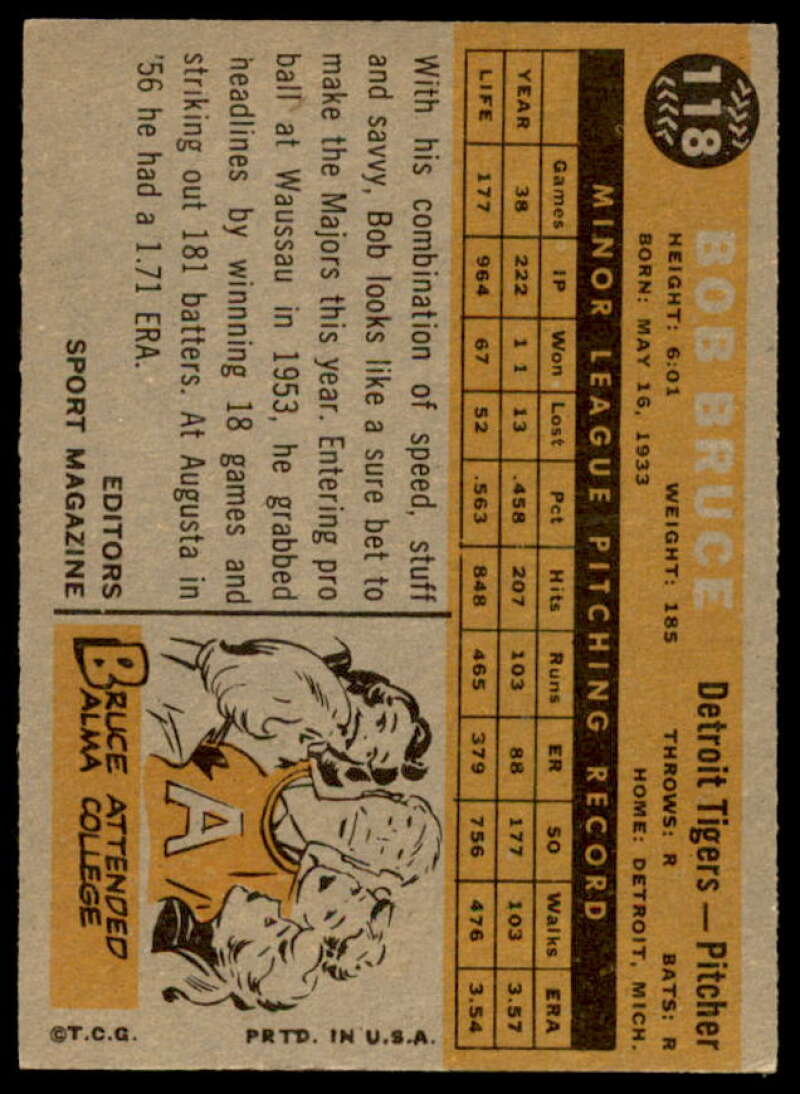 118
BOB BRUCE
Detroit Tigers — Pitcher
HEIGHT: 6:01 WEIGHT: 185 THROWS: R BATS: R
BORN: MAY 16, 1933 HOME: DETROIT, MICH.
MINOR LEAGUE PITCHING RECORD
Games IP Won Lost Pct Hits Runs ER SO Walks ERA
YEAR 38 222 11 13 .458 207 103 88 177 103 3.57
LIFE 177 964 67 52 .563 848 465 379 756 476 3.54
With his combination of speed, stuff
and savvy, Bob looks like a sure bet to
make the Majors this year. Entering pro
ball at Waussau in 1953, he grabbed
headlines by winnning 18 games and
striking out 181 batters. At Augusta in
'56 he had a 1.71 ERA.
EDITORS
SPORT MAGAZINE
A
BRUCE ATTENDED
ALMA COLLEGE
©T.C.G. PRTD. IN U.S.A.